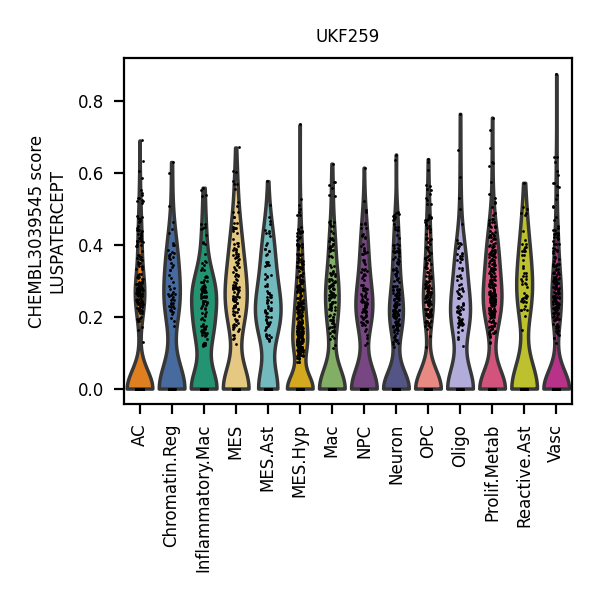 UKF259
CHEMBL3039545 score
LUSPATERCEPT
0.8
0.6
0.4
0.2
0.0
AC
Chromatin.Reg
Inflammatory.Mac
MES
MES.Ast
MES.Hyp
Mac
NPC
Neuron
OPC
Oligo
Prolif.Metab
Reactive.Ast
Vasc